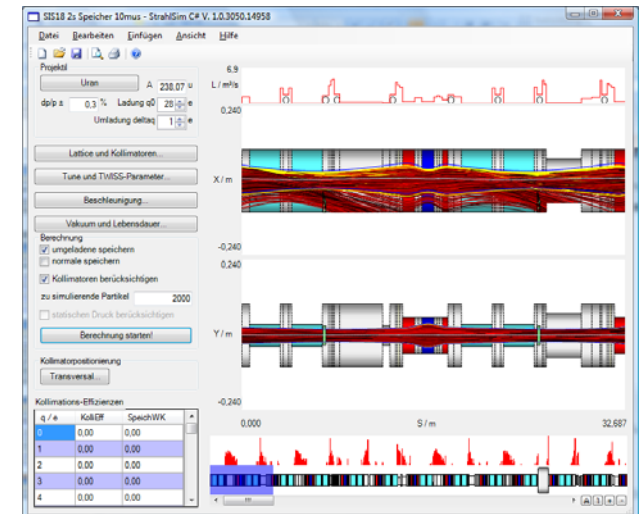 SIS18 2s Speicher 10mus - StrahlSim C# V. 1.0.3050.14958
Datei Bearbeiten Einfügen Ansicht Hilfe
Projektil
Uran A 238.07 u
dp/p ± 0,3 % Ladung q0 28 e
Umladung deltaq 1 e
Lattice und Kollimatoren...
Tune und TWISS-Parameter...
Beschleunigung...
Vakuum und Lebensdauer...
Berechnung
umgeladene speichern
normale speichern
Kollimatoren berücksichtigen
zu simulierende Partikel 2000
statischen Druck berücksichtigen
Berechnung starten!
Kollimatorpositionierung
Transversal...
Kollimations-Effizienzen
q / e KolliEff SpeichWK
0 0,00 0,00
1 0,00 0,00
2 0,00 0,00
3 0,00 0,00
4 0,00 0,00
6.9
L / m²/s
0,240
X / m
-0,240
0,240
Y / m
-0,240
0.000 S / m 32,687